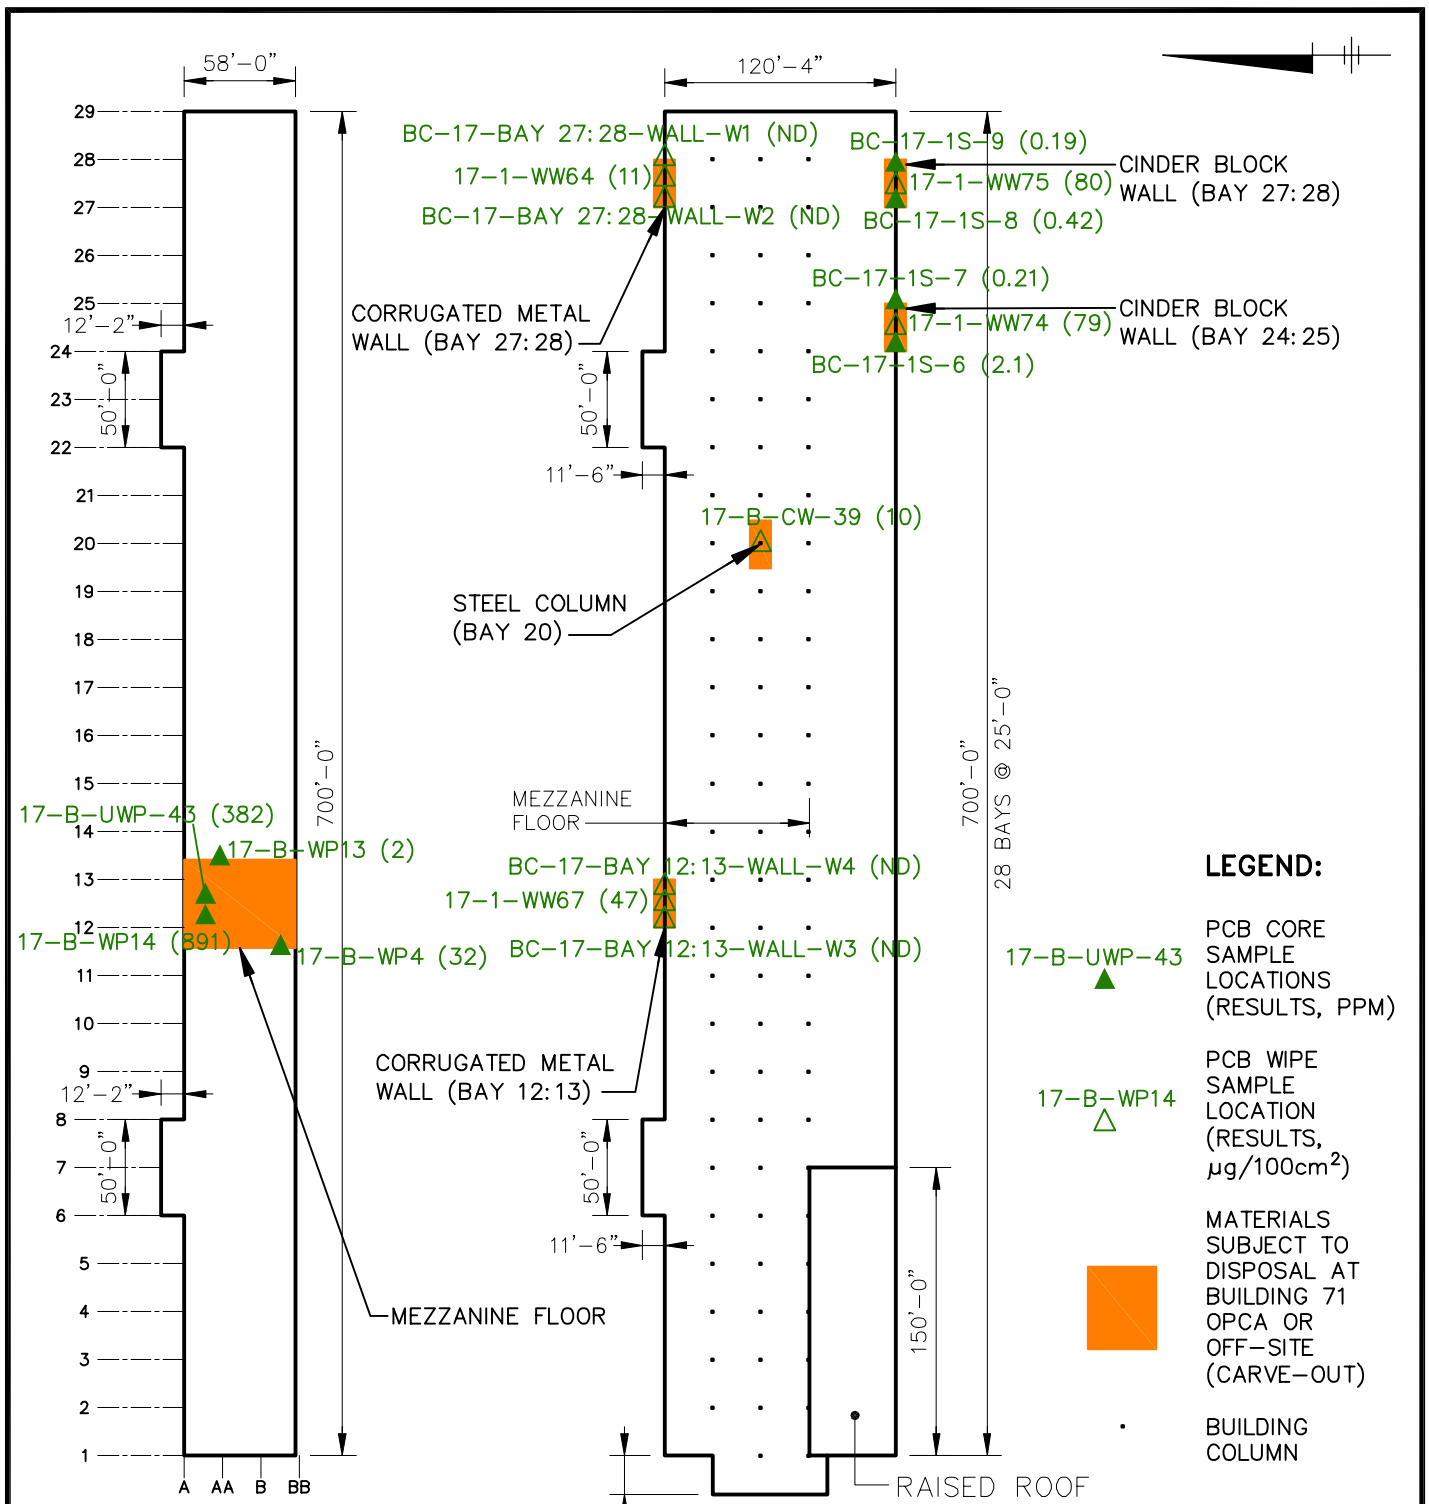 58'-0"
120'-4"
29
28
27
26
25
24
23
22
21
20
19
18
17
16
15
14
13
12
11
10
9
8
7
6
5
4
3
2
1
A AA B BB
12'-2"
50'-0"
12'-2"
50'-0"
700'-0"
17-B-UWP-43 (382)
17-B-WP13 (2)
17-B-WP14 (891)
17-B-WP4 (32)
MEZZANINE FLOOR
BC-17-BAY 27:28-WALL-W1 (ND)
17-1-WW64 (11)
BC-17-BAY 27:28-WALL-W2 (ND)
CORRUGATED METAL
WALL (BAY 27:28)
50'-0"
11'-6"
17-B-CW-39 (10)
STEEL COLUMN
(BAY 20)
MEZZANINE
FLOOR
BC-17-BAY 12:13-WALL-W4 (ND)
17-1-WW67 (47)
BC-17-BAY 12:13-WALL-W3 (ND)
CORRUGATED METAL
WALL (BAY 12:13)
50'-0"
11'-6"
BC-17-1S-9 (0.19)
17-1-WW75 (80)
BC-17-1S-8 (0.42)
CINDER BLOCK
WALL (BAY 27:28)
BC-17-1S-7 (0.21)
17-1-WW74 (79)
BC-17-1S-6 (2.1)
CINDER BLOCK
WALL (BAY 24:25)
700'-0"
28 BAYS @ 25'-0"
150'-0"
RAISED ROOF
LEGEND:
17-B-UWP-43
PCB CORE
SAMPLE
LOCATIONS
(RESULTS, PPM)
17-B-WP14
PCB WIPE
SAMPLE
LOCATION
(RESULTS,
µg/100cm²)
MATERIALS
SUBJECT TO
DISPOSAL AT
BUILDING 71
OPCA OR
OFF-SITE
(CARVE-OUT)
BUILDING
COLUMN